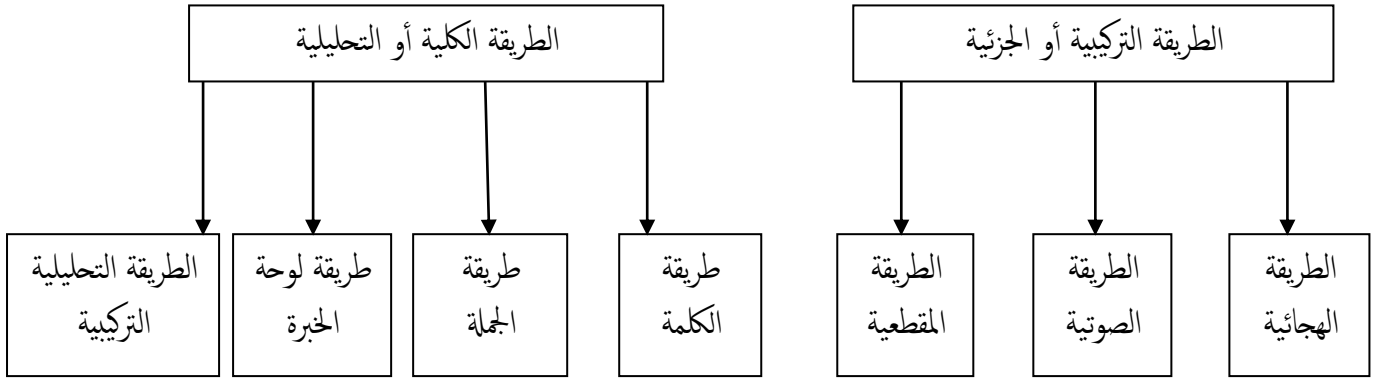 الطريقة التركيبية أو الجزئية
الطريقة الكلية أو التحليلية
الطريقة
الهجائية
الطريقة
الصوتية
الطريقة
المقطعية
طريقة
الكلمة
طريقة
الجملة
طريقة لوحة
الخبرة
الطريقة التحليلية
التركيبية